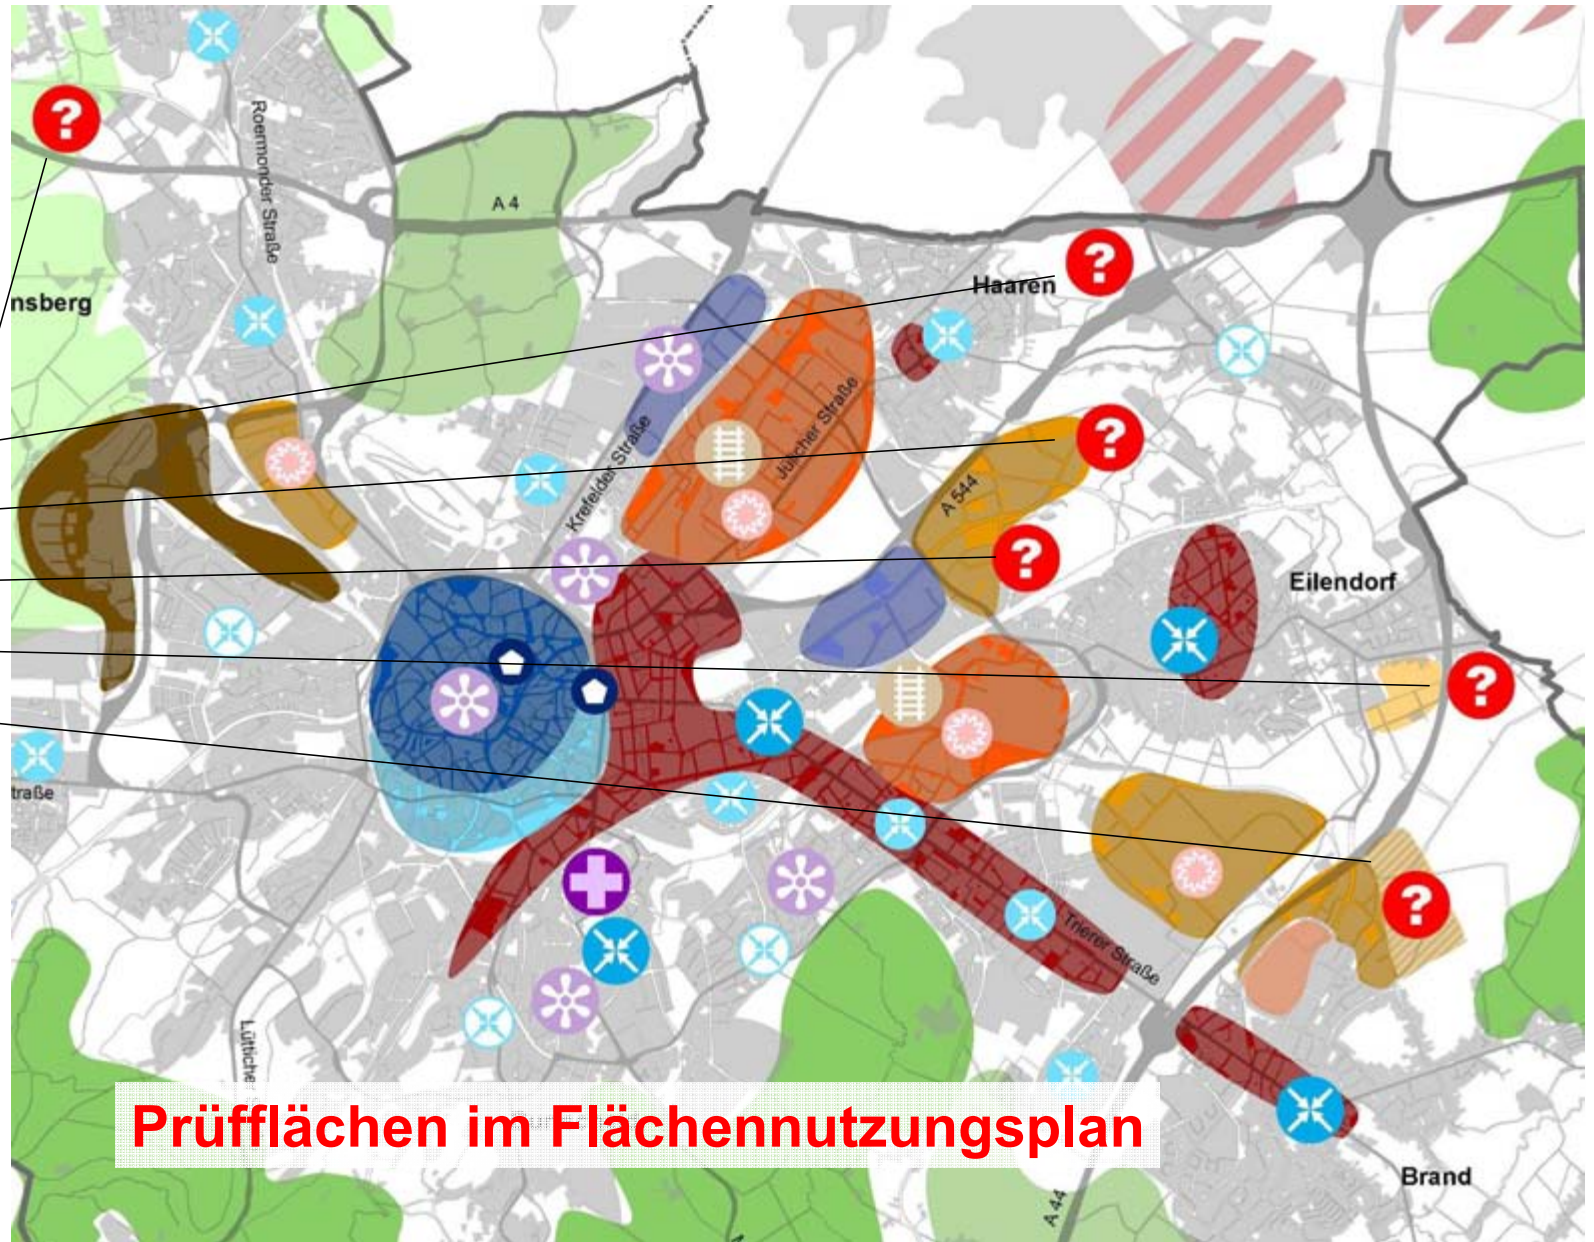 ?
Roermonder Straße
A 4
?
Haaren
nsberg
Krefelder Straße
Jülicher Straße
?
A 544
?
Eilendorf
?
traße
?
Trierer Straße
Lütticher
Prüfflächen im Flächennutzungsplan
Brand
A 44